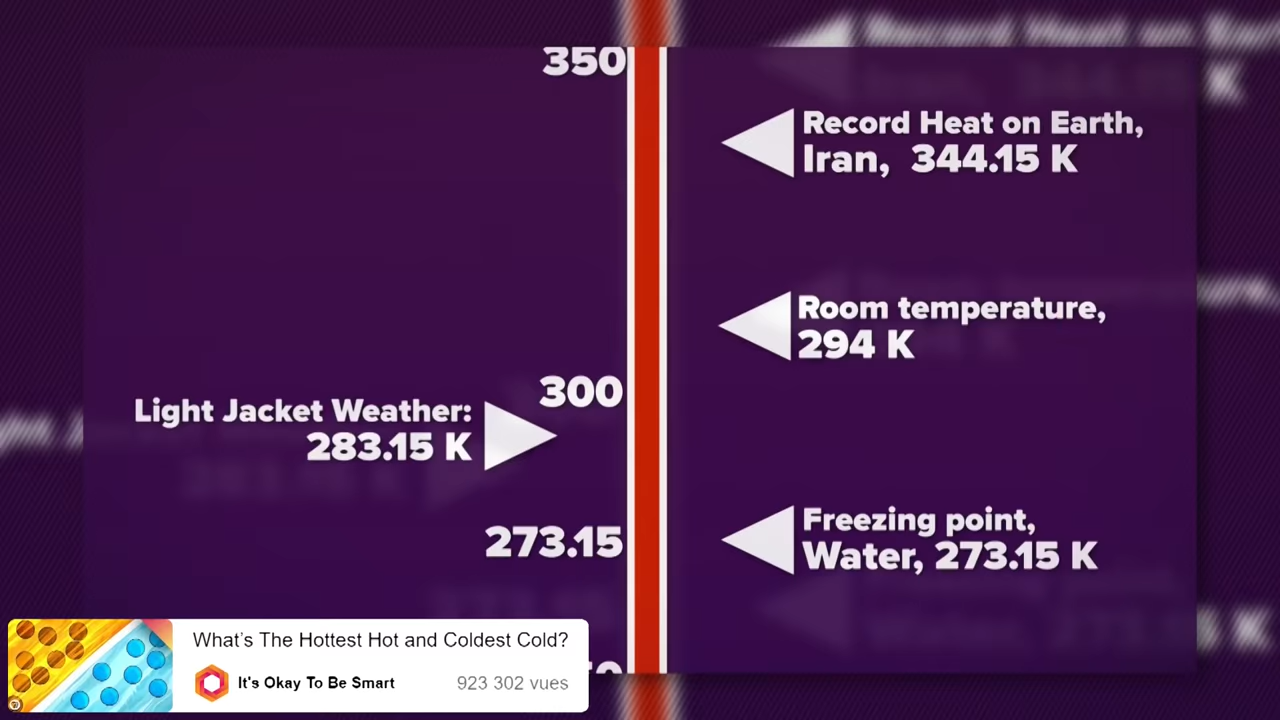 350
Record Heat on Earth,
Iran, 344.15 K
Room temperature,
294 K
300
Light Jacket Weather:
283.15 K
273.15
Freezing point,
Water, 273.15 K
What's The Hottest Hot and Coldest Cold?
It's Okay To Be Smart
923 302 vues